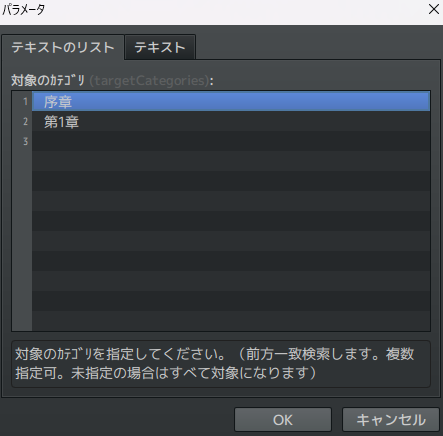 パラメータ
テキストのリスト テキスト
対象のｶﾃｺﾞﾘ (targetCategories):
1 序章
2 第1章
3
対象のｶﾃｺﾞﾘを指定してください。（前方一致検索します。複数
指定可。未指定の場合はすべて対象になります）
OK キャンセル